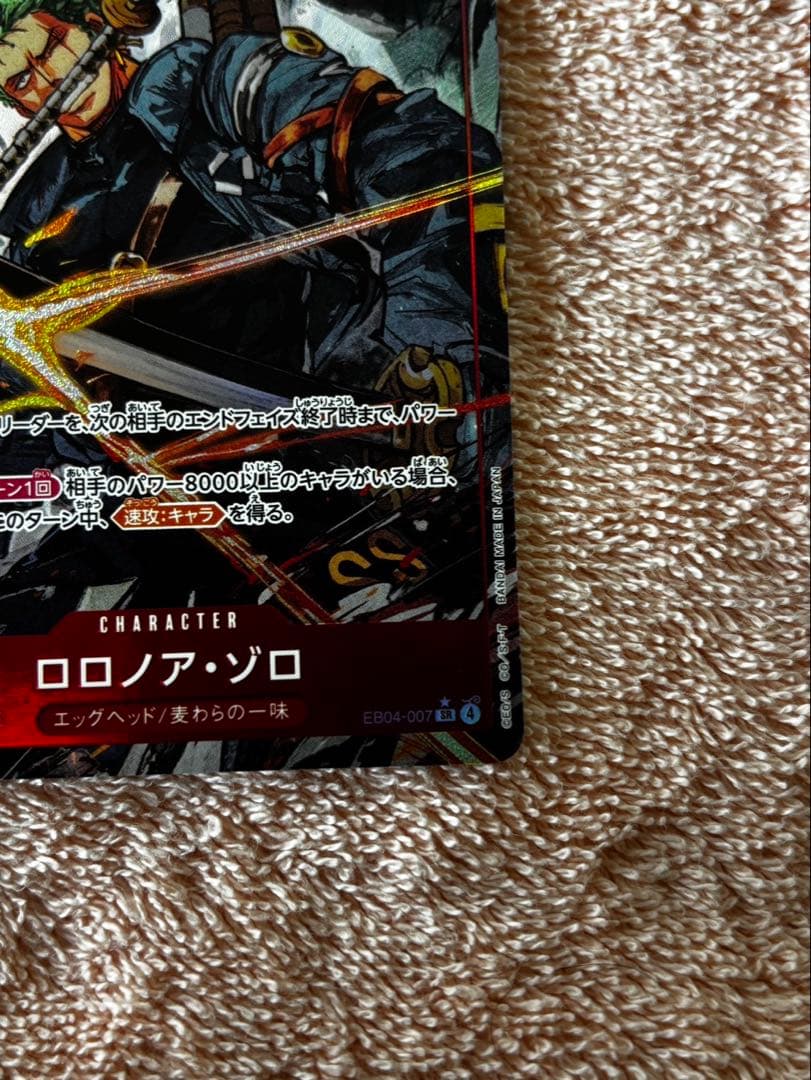 リーダーを、次の相手のエンドフェイズ終了時まで、パワー
ーン1回 相手のパワー8000以上のキャラがいる場合、
このターン中、速攻:キャラを得る。
CHARACTER
ロロノア・ゾロ
エッグヘッド/麦わらの一味
EB04-007 SR 4
©EO/S ©O/S・F・T BANDAI MADE IN JAPAN